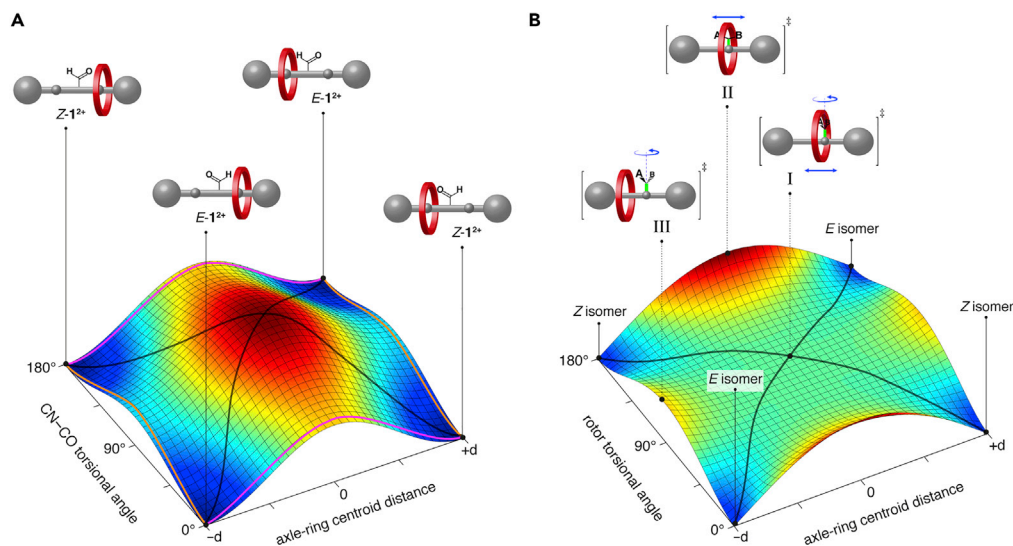 A
H
O
Z-1²⁺
H
O
E-1²⁺
O
H
E-1²⁺
O
H
Z-1²⁺
180°
90°
0°
CN–CO torsional angle
−d
0
+d
axle-ring centroid distance
B
A B
‡
II
A
‡
I
A B
‡
III
E isomer
Z isomer
Z isomer
E isomer
180°
90°
0°
rotor torsional angle
−d
0
+d
axle-ring centroid distance